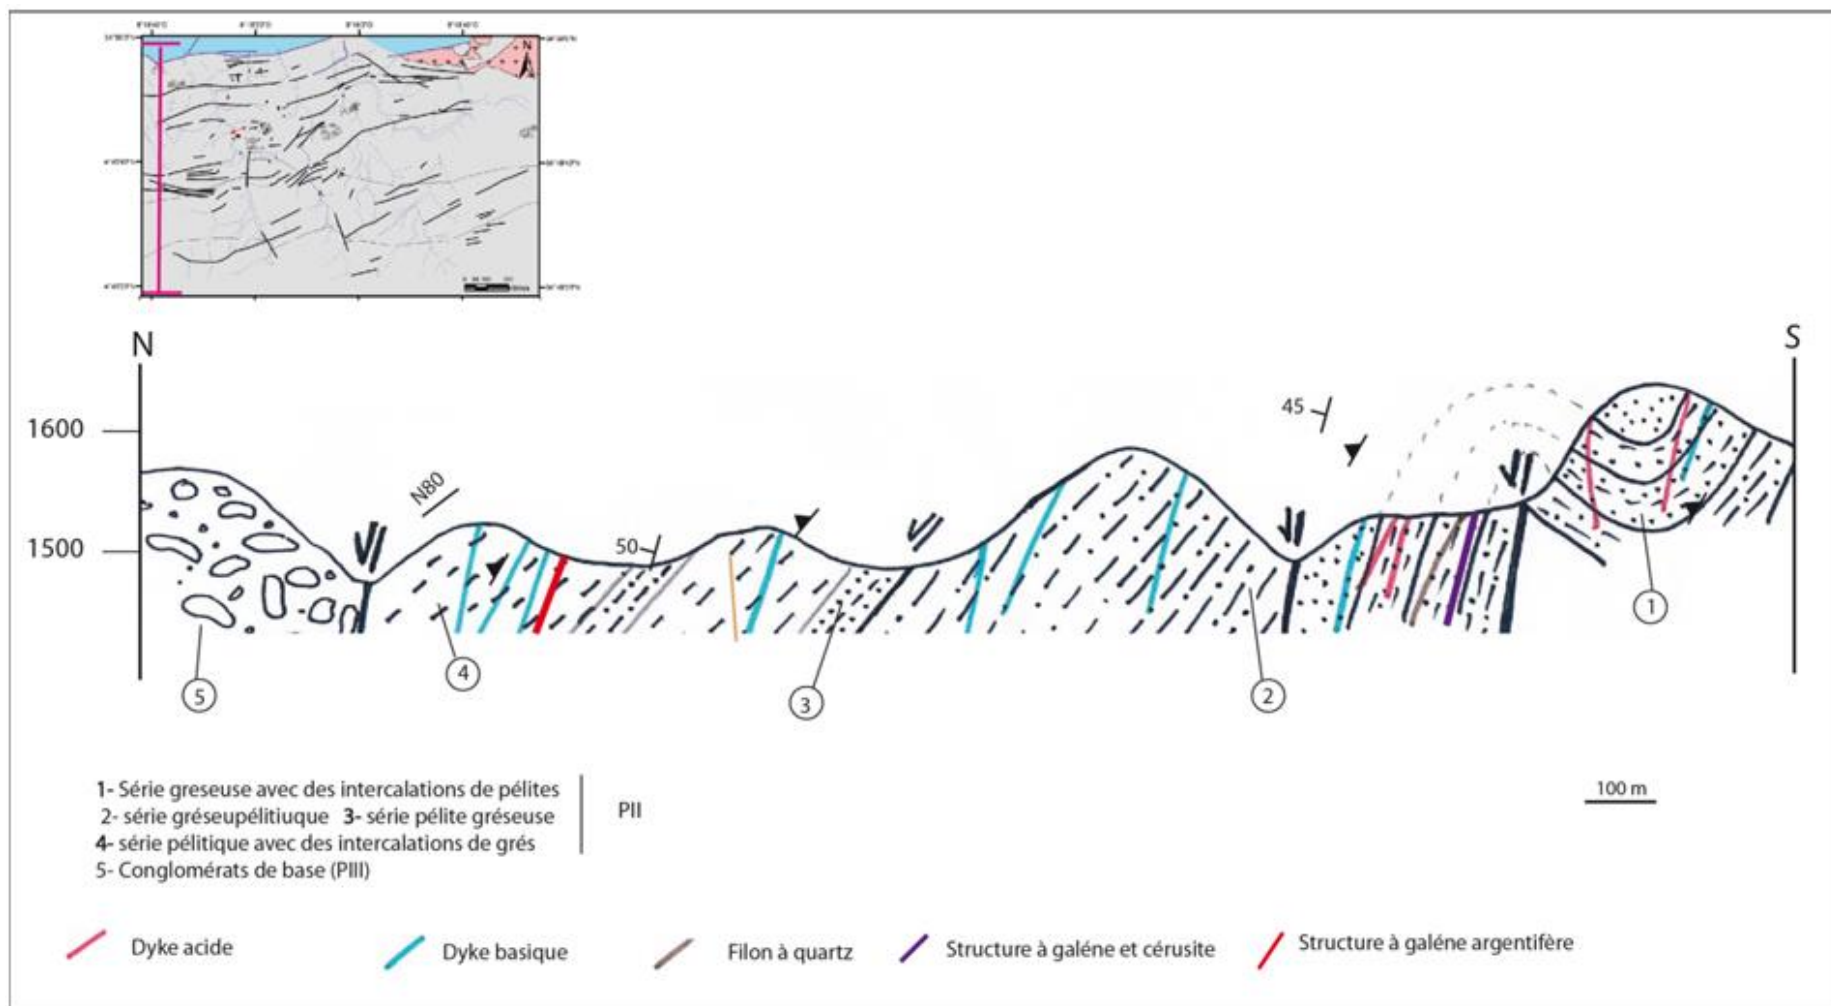 N
N
S
1600
1500
N80
50
45
5
4
3
2
1
1- Série greseuse avec des intercalations de pélites
2- série gréseupélitiuque 3- série pélite gréseuse
4- série pélitique avec des intercalations de grés
5- Conglomérats de base (PIII)
PII
100 m
Dyke acide
Dyke basique
Filon à quartz
Structure à galéne et cérusite
Structure à galéne argentifère